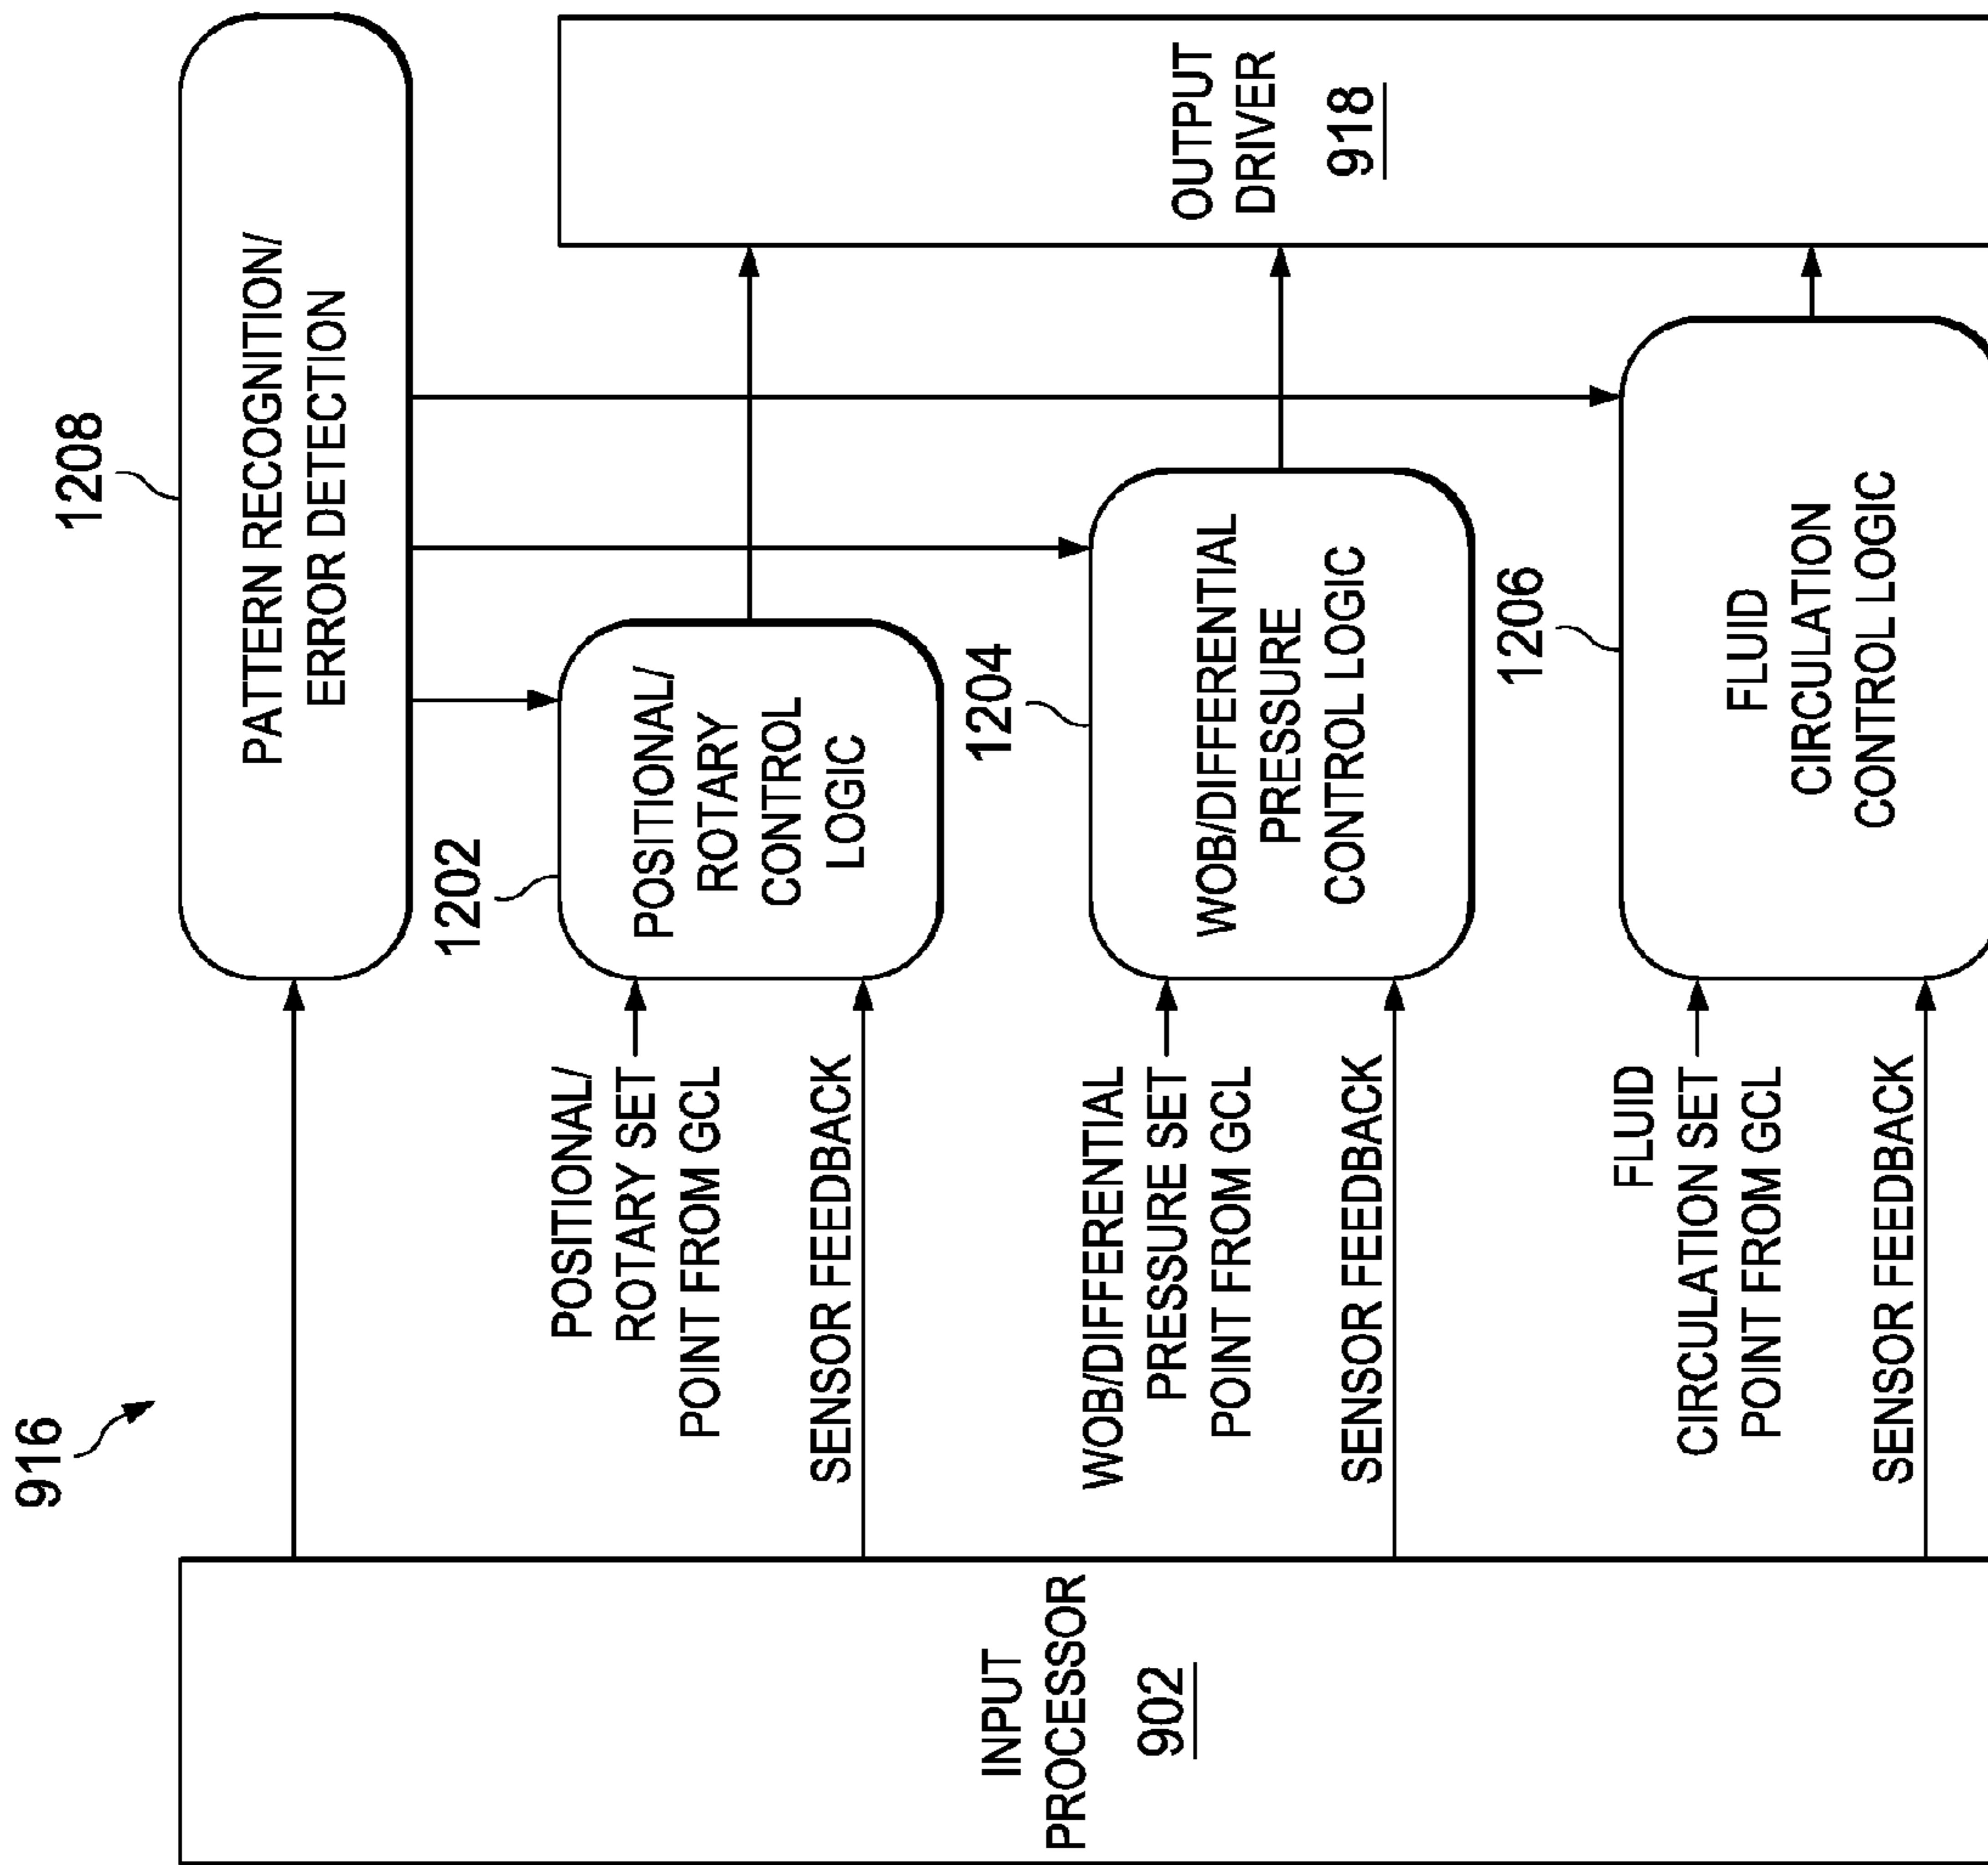 916
INPUT
PROCESSOR
902
1208
PATTERN RECOGNITION/
ERROR DETECTION
POSITIONAL/
ROTARY SET
POINT FROM GCL
SENSOR FEEDBACK
1202
POSITIONAL/
ROTARY
CONTROL
LOGIC
WOB/DIFFERENTIAL
PRESSURE SET
POINT FROM GCL
SENSOR FEEDBACK
1204
WOB/DIFFERENTIAL
PRESSURE
CONTROL LOGIC
FLUID
CIRCULATION SET
POINT FROM GCL
SENSOR FEEDBACK
1206
FLUID
CIRCULATION
CONTROL LOGIC
OUTPUT
DRIVER
918